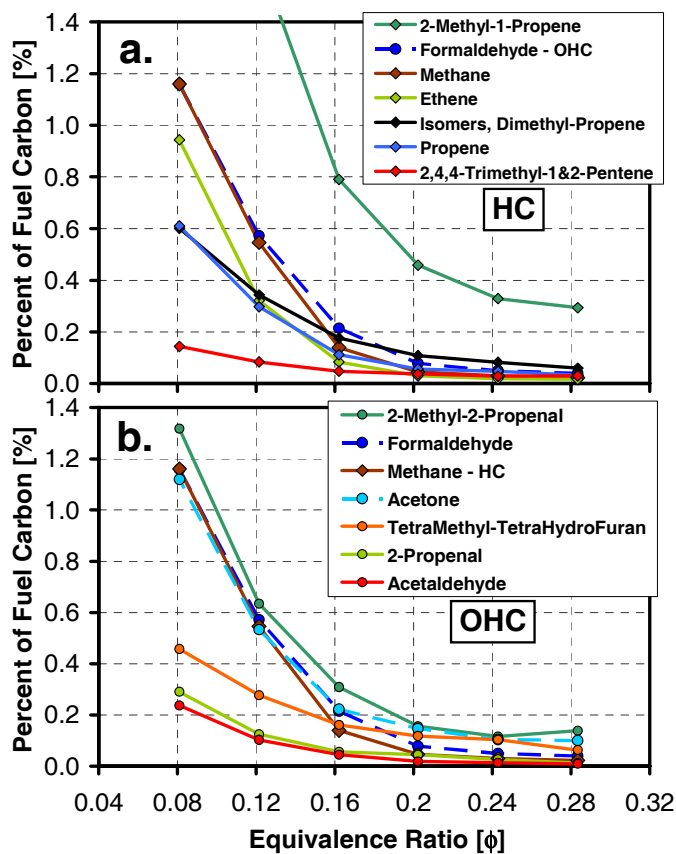 a.
1.4
1.2
1.0
0.8
0.6
0.4
0.2
0.0
Percent of Fuel Carbon [%]
2-Methyl-1-Propene
Formaldehyde - OHC
Methane
Ethene
Isomers, Dimethyl-Propene
Propene
2,4,4-Trimethyl-1&2-Pentene
HC
b.
1.4
1.2
1.0
0.8
0.6
0.4
0.2
0.0
Percent of Fuel Carbon [%]
2-Methyl-2-Propenal
Formaldehyde
Methane - HC
Acetone
TetraMethyl-TetraHydroFuran
2-Propenal
Acetaldehyde
OHC
0.04 0.08 0.12 0.16 0.2 0.24 0.28 0.32
Equivalence Ratio [ϕ]